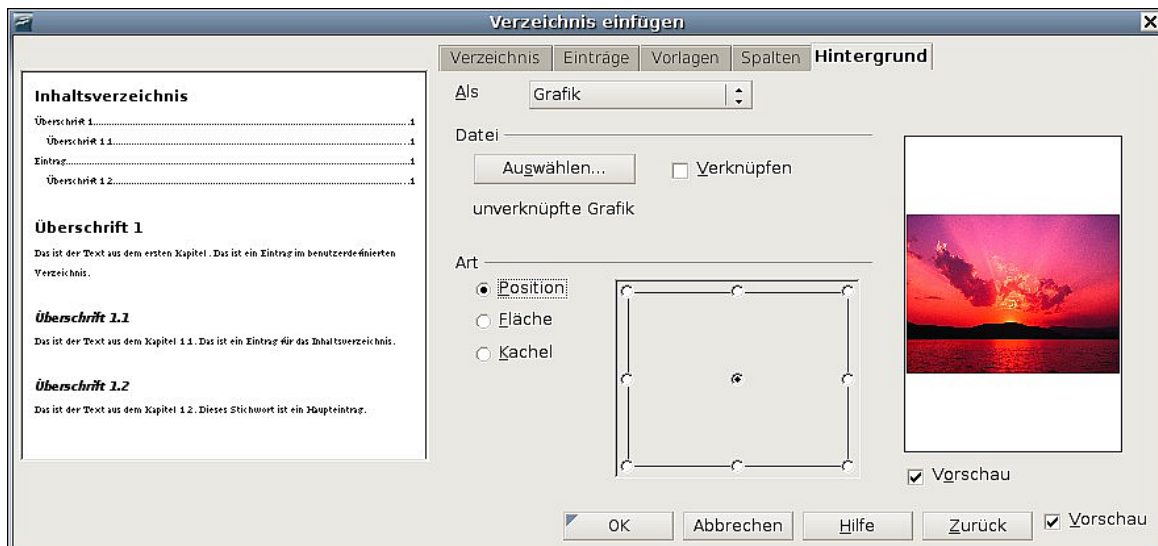 Verzeichnis einfügen
Verzeichnis Einträge Vorlagen Spalten Hintergrund
Inhaltsverzeichnis
Überschrift 1.....1
Überschrift 1.1.....1
Eintrag.....1
Überschrift 1.2.....1
Überschrift 1
Das ist der Text aus dem ersten Kapitel. Das ist ein Eintrag im benutzerdefinierten
Verzeichnis.
Überschrift 1.1
Das ist der Text aus dem Kapitel 1.1. Das ist ein Eintrag für das Inhaltsverzeichnis.
Überschrift 1.2
Das ist der Text aus dem Kapitel 1.2. Dieses Stichwort ist ein Haupteintrag.
Als Grafik
Datei
Auswählen... Verknüpfen
unverknüpfte Grafik
Art
Position
Fläche
Kachel
Vorschau
OK Abbrechen Hilfe Zurück Vorschau